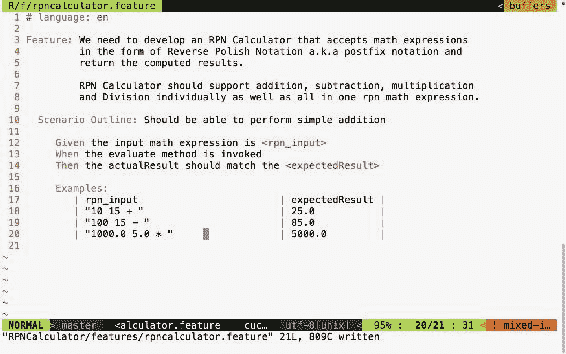 R/f/rpncalculator.feature < buffers
1 # language: en
2
3 Feature: We need to develop an RPN Calculator that accepts math expressions
4 in the form of Reverse Polish Notation a.k.a postfix notation and
5 return the computed results.
6
7 RPN Calculator should support addition, subtraction, multiplication
8 and Division individually as well as all in one rpn math expression.
9
10 Scenario Outline: Should be able to perform simple addition
11
12 Given the input math expression is <rpn_input>
13 When the evaluate method is invoked
14 Then the actualResult should match the <expectedResult>
15
16 Examples:
17 | rpn_input | expectedResult |
18 | "10 15 + " | 25.0 |
19 | "100 15 - " | 85.0 |
20 | "1000.0 5.0 * " | 5000.0 |
21
~
~
~
~
~
NORMAL > master <alculator.feature cuc… utf-8[unix] < 95% : 20/21 : 31 < ! mixed-i…
"RPNCalculator/features/rpncalculator.feature" 21L, 809C written